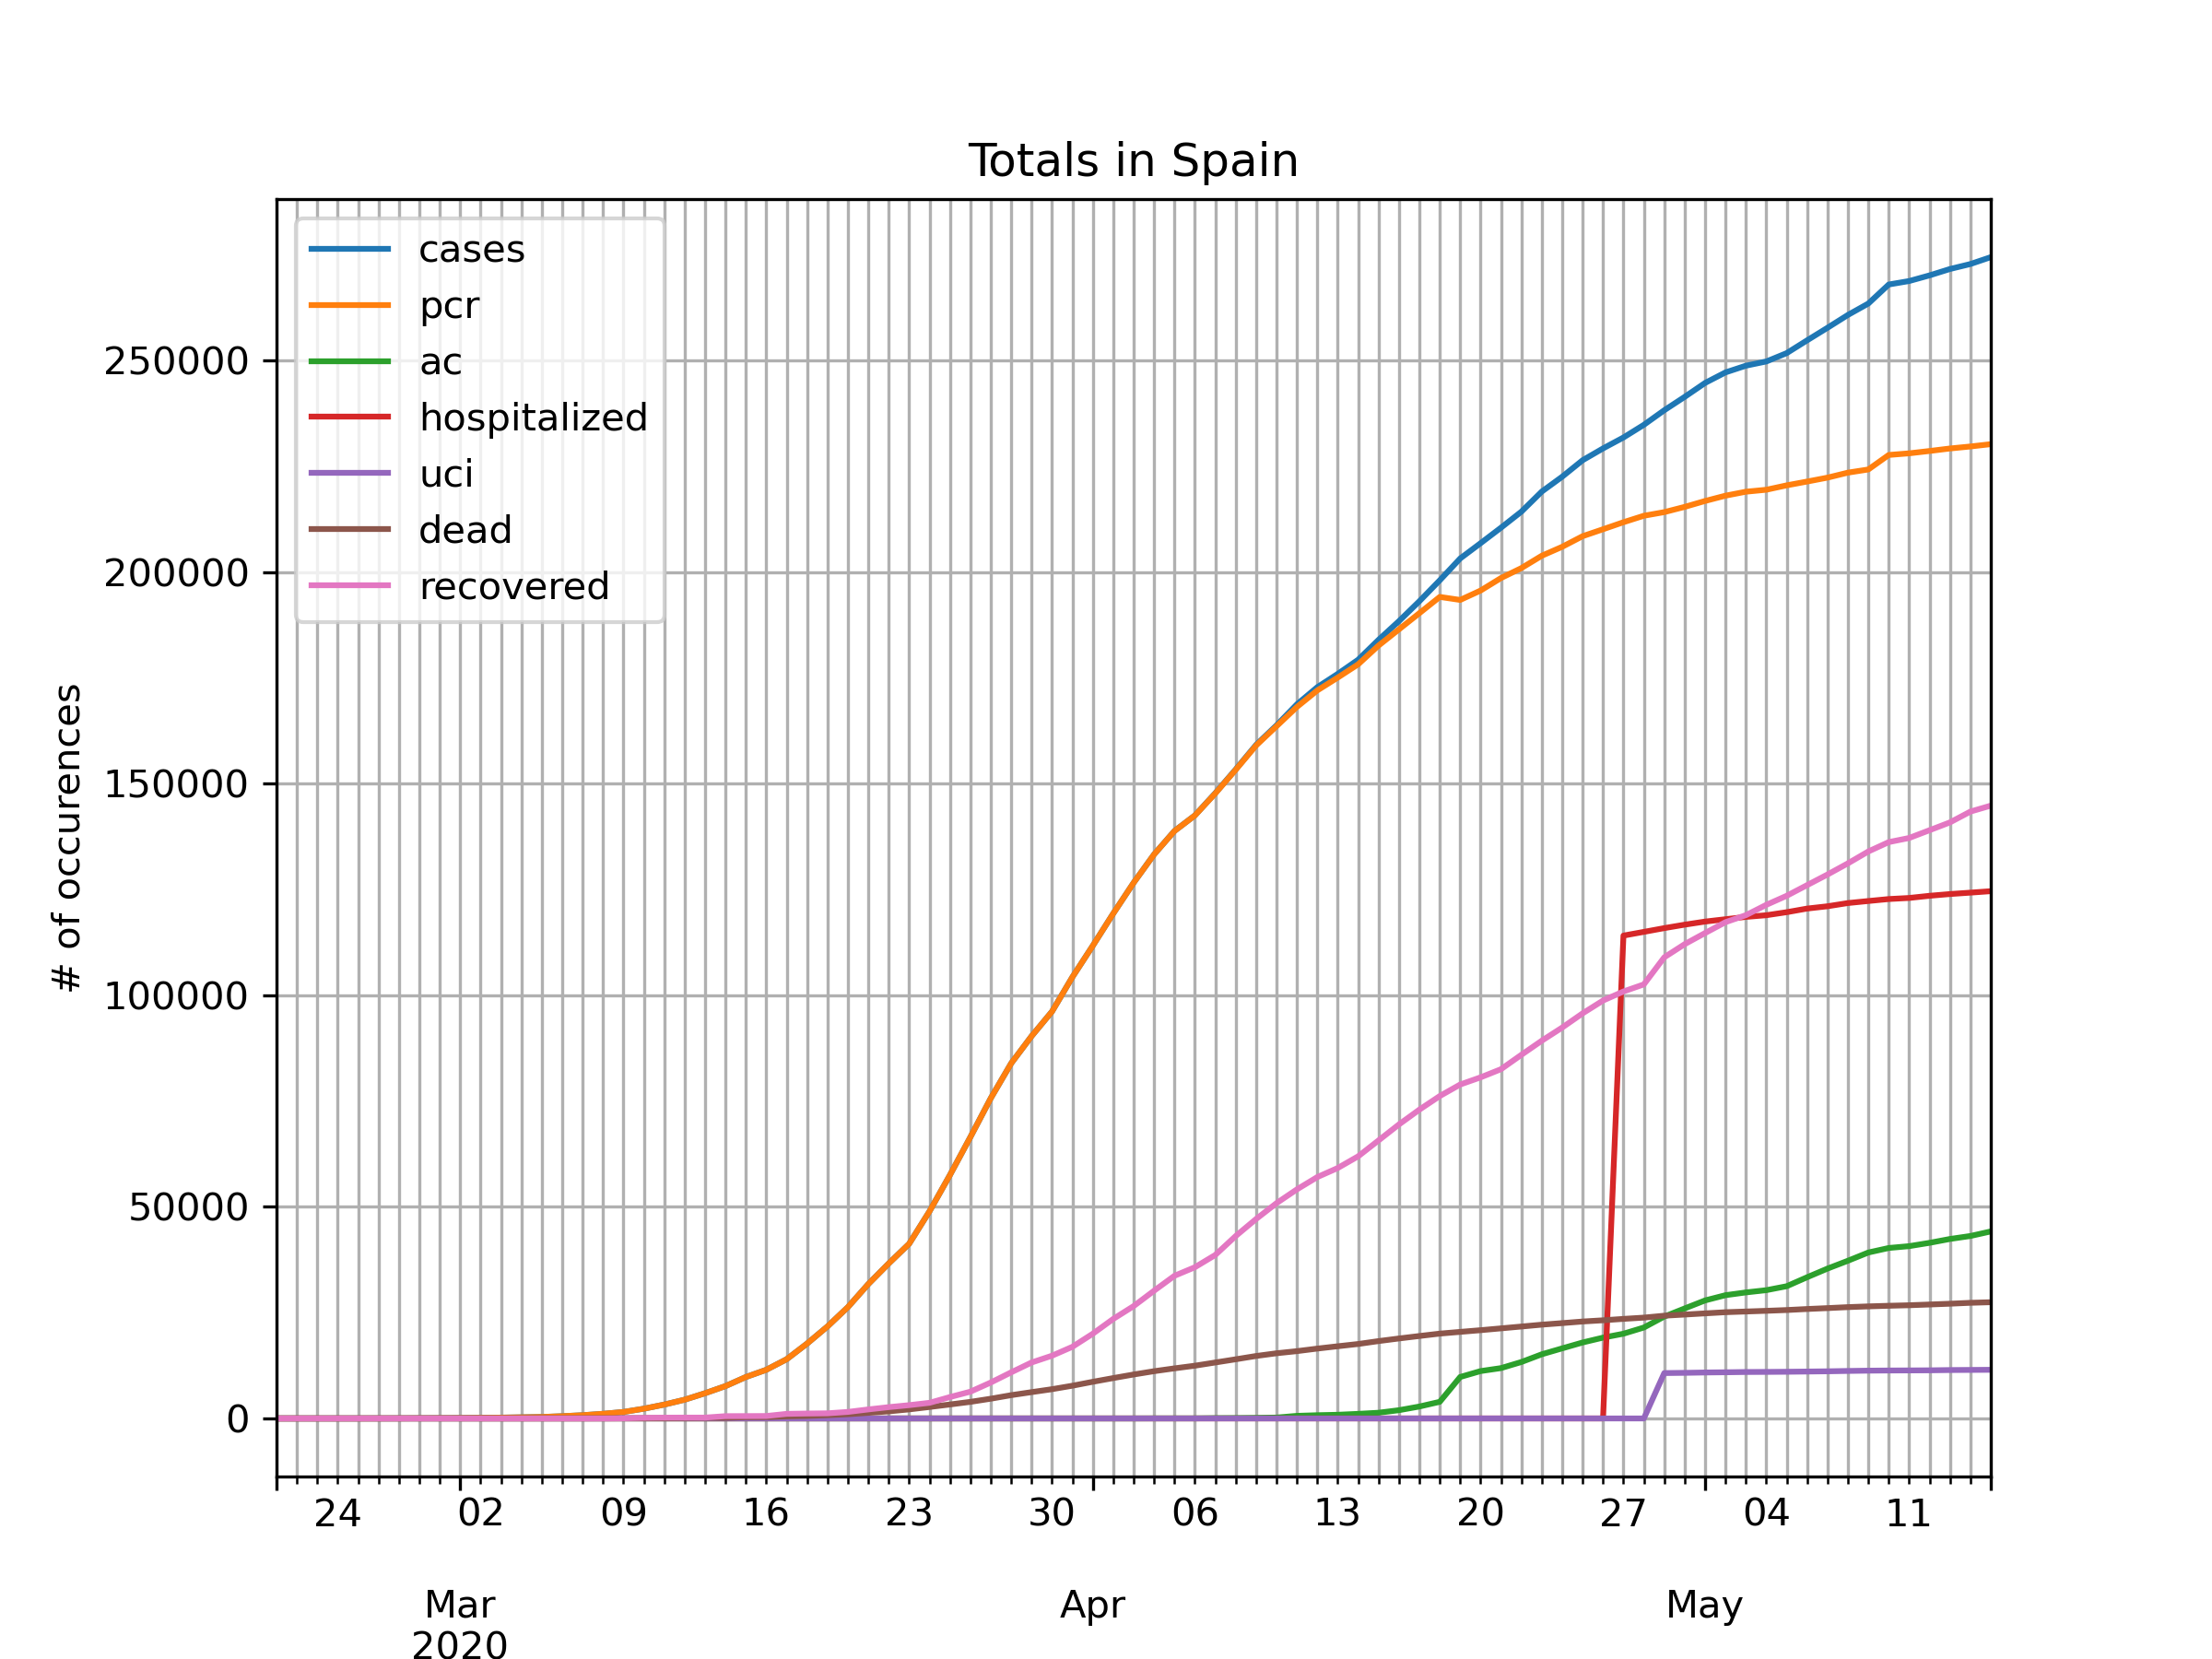 Totals in Spain
cases
pcr
ac
hospitalized
uci
dead
recovered
# of occurences
250000
200000
150000
100000
50000
0
24 02 09 16 23 30 06 13 20 27 04 11
Mar Apr May
2020